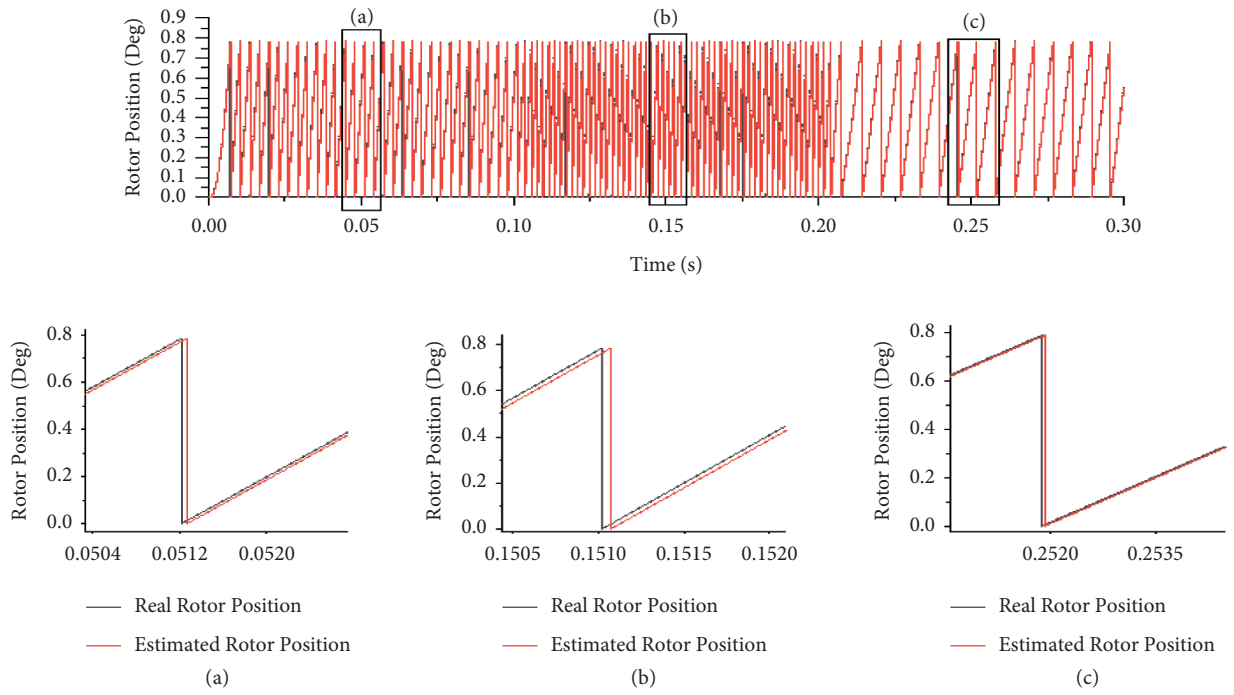 (a) (b) (c)
Rotor Position (Deg)
0.9
0.8
0.7
0.6
0.5
0.4
0.3
0.2
0.1
0.0
0.00 0.05 0.10 0.15 0.20 0.25 0.30
Time (s)
Rotor Position (Deg)
0.8
0.6
0.4
0.2
0.0
0.0504 0.0512 0.0520
Real Rotor Position
Estimated Rotor Position
(a)
Rotor Position (Deg)
0.8
0.6
0.4
0.2
0.0
0.1505 0.1510 0.1515 0.1520
Real Rotor Position
Estimated Rotor Position
(b)
Rotor Position (Deg)
0.8
0.6
0.4
0.2
0.0
0.2520 0.2535
Real Rotor Position
Estimated Rotor Position
(c)